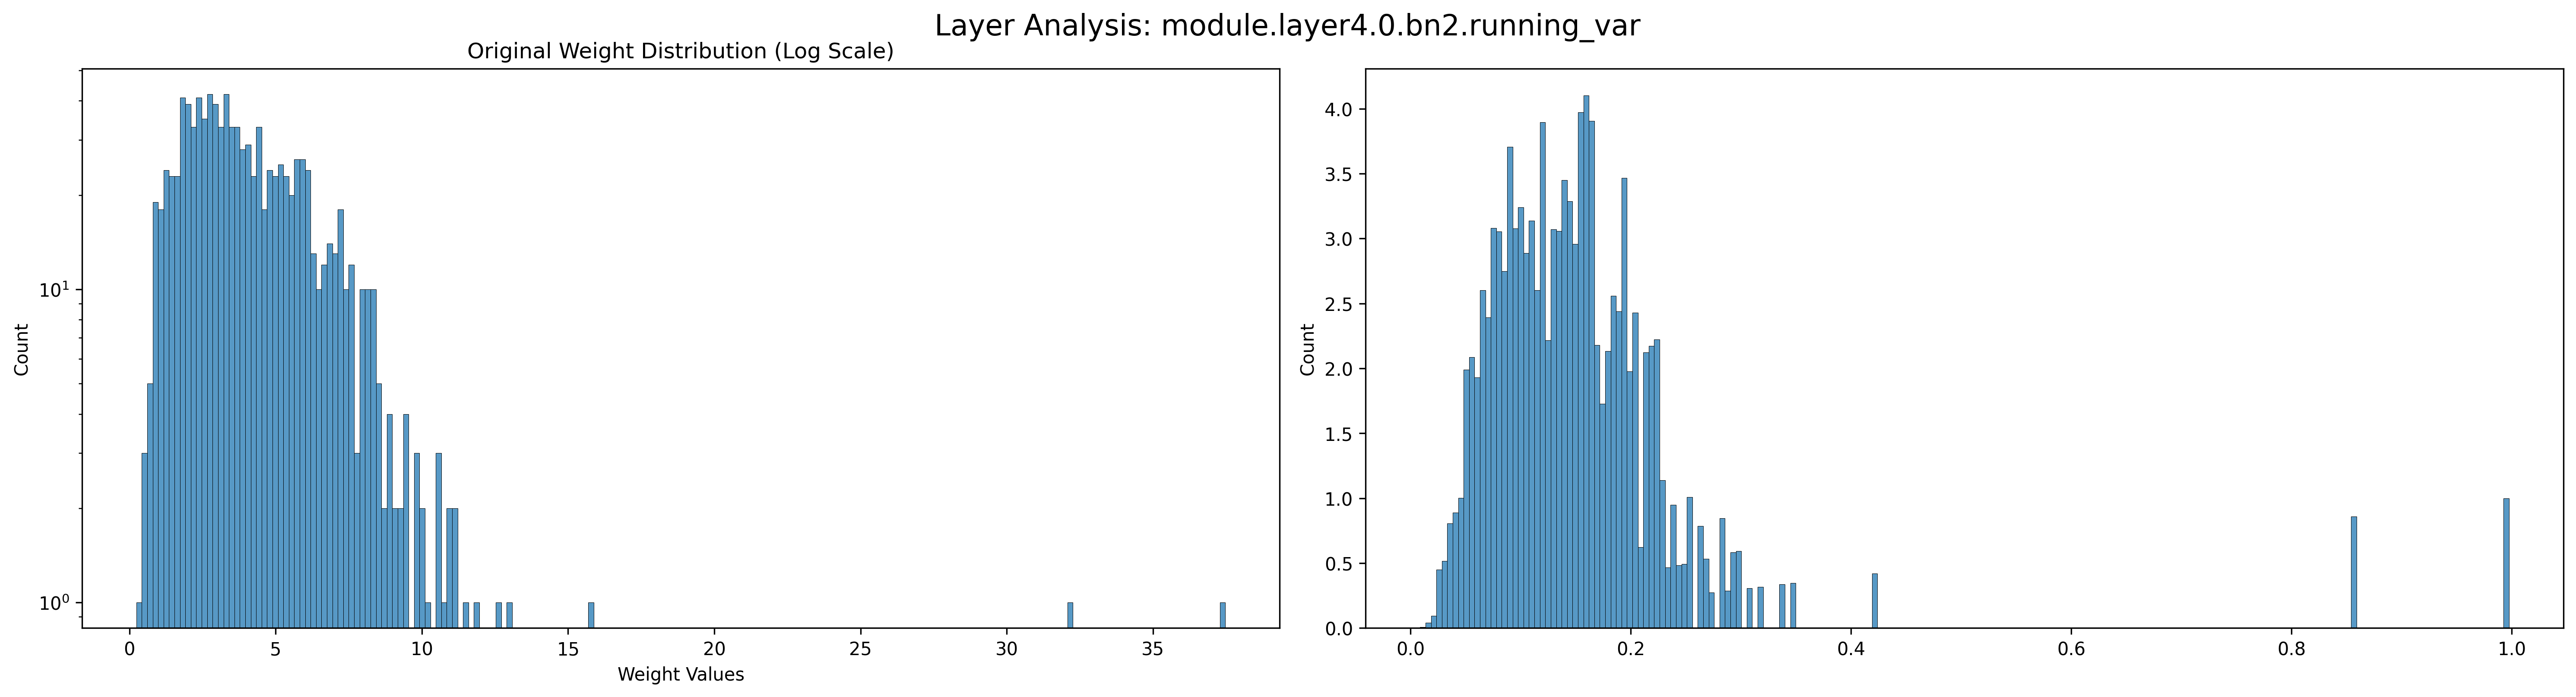 Layer Analysis: module.layer4.0.bn2.running_var
Original Weight Distribution (Log Scale)
Count
10¹
10⁰
0 5 10 15 20 25 30 35
Weight Values
Count
4.0
3.5
3.0
2.5
2.0
1.5
1.0
0.5
0.0
0.0 0.2 0.4 0.6 0.8 1.0